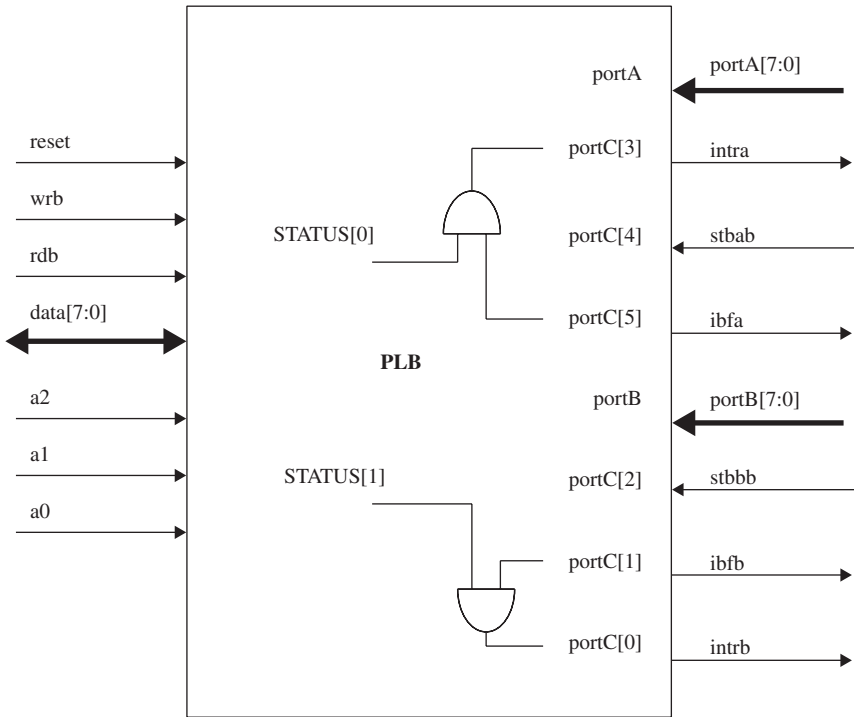 reset
wrb
rdb
data[7:0]
a2
a1
a0
STATUS[0]
PLB
STATUS[1]
portA
portC[3]
portC[4]
portC[5]
portB
portC[2]
portC[1]
portC[0]
portA[7:0]
intra
stbab
ibfa
portB[7:0]
stbbb
ibfb
intrb